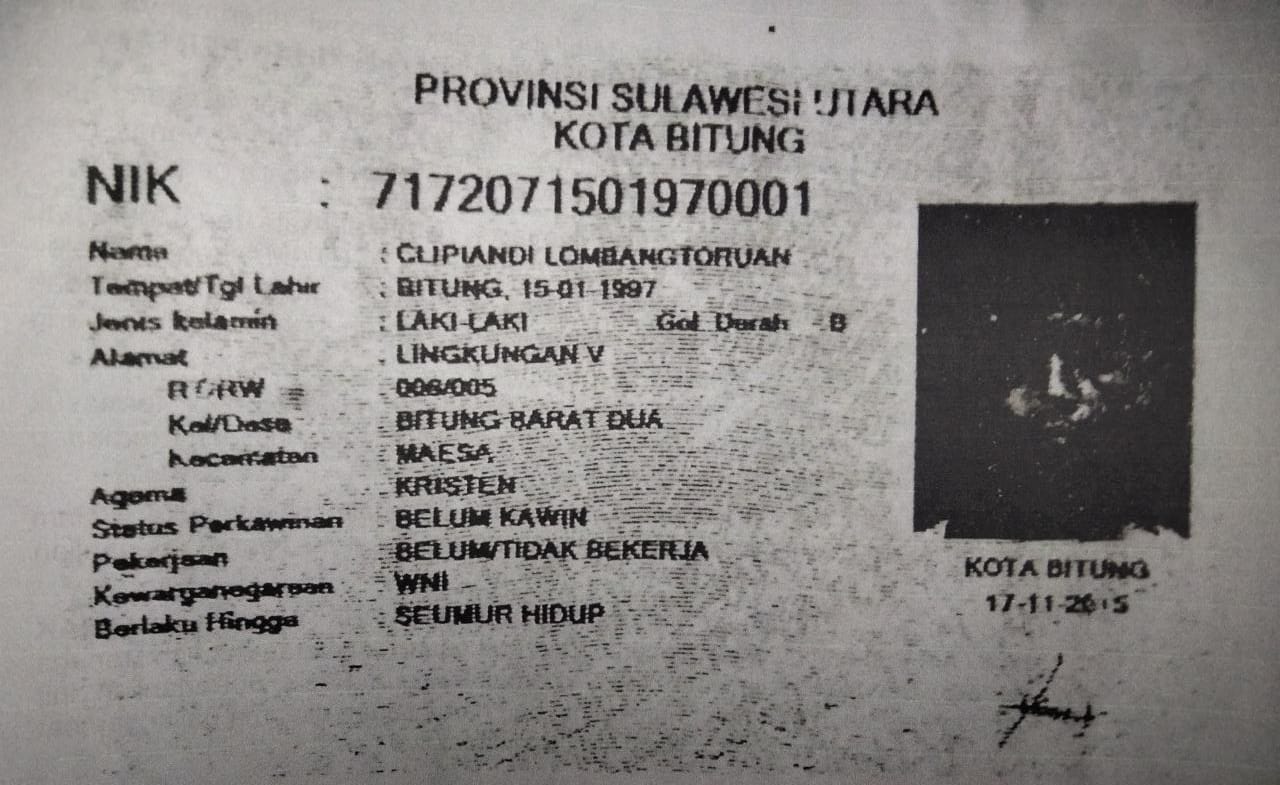 PROVINSI SULAWESI UTARA
KOTA BITUNG
NIK : 7172071501970001
Nama : CLIPIANDI LOMBANGTORUAN
Tempat/Tgl Lahir : BITUNG, 15-01-1997
Jenis kelamin : LAKI-LAKI Gol Darah B
Alamat : LINGKUNGAN V
RT/RW 006/005
Kel/Desa : BITUNG BARAT DUA
Kecamatan : MAESA
Agama : KRISTEN
Status Perkawinan : BELUM KAWIN
Pekerjaan : BELUM/TIDAK BEKERJA
Kewarganegaraan : WNI
Berlaku Hingga : SEUMUR HIDUP
KOTA BITUNG
17-11-2015